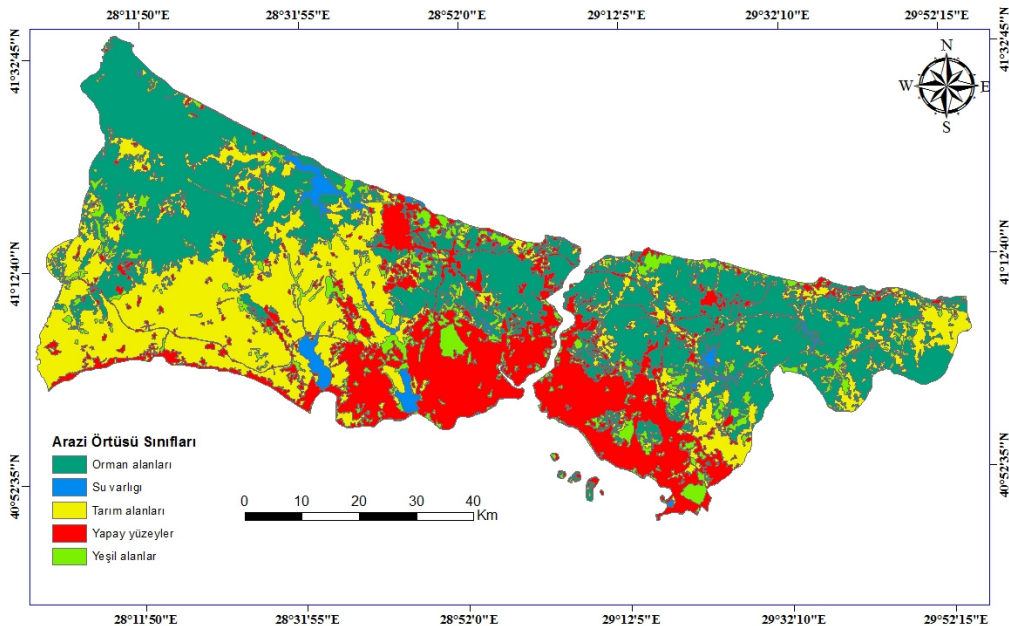 28°11'50"E 28°31'55"E 28°52'0"E 29°12'5"E 29°32'10"E 29°52'15"E
41°32'45"N 41°32'45"N
N
W E
S
41°12'40"N 41°12'40"N
40°52'35"N 40°52'35"N
Arazi Örtüsü Sınıfları
Orman alanları
Su varlıgı
Tarım alanları
Yapay yüzeyler
Yeşil alanlar
0 10 20 30 40
Km
28°11'50"E 28°31'55"E 28°52'0"E 29°12'5"E 29°32'10"E 29°52'15"E